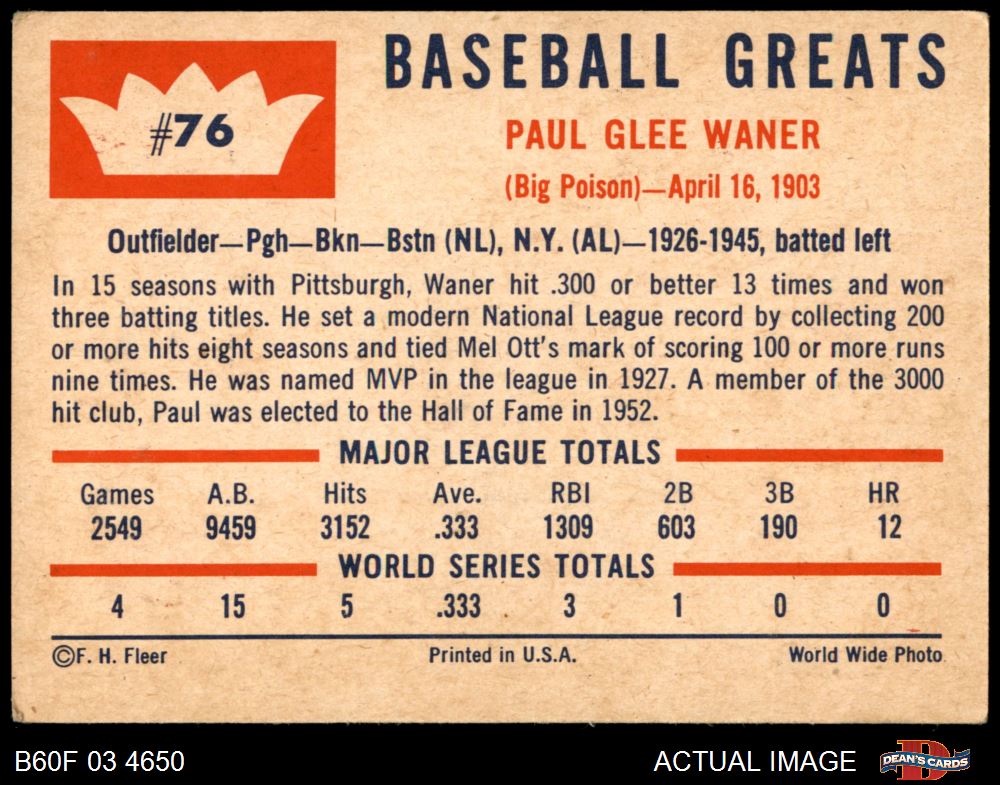 BASEBALL GREATS
#76
PAUL GLEE WANER
(Big Poison)—April 16, 1903
Outfielder—Pgh—Bkn—Bstn (NL), N.Y. (AL)—1926-1945, batted left
In 15 seasons with Pittsburgh, Waner hit .300 or better 13 times and won
three batting titles. He set a modern National League record by collecting 200
or more hits eight seasons and tied Mel Ott's mark of scoring 100 or more runs
nine times. He was named MVP in the league in 1927. A member of the 3000
hit club, Paul was elected to the Hall of Fame in 1952.
MAJOR LEAGUE TOTALS
Games A.B. Hits Ave. RBI 2B 3B HR
2549 9459 3152 .333 1309 603 190 12
WORLD SERIES TOTALS
4 15 5 .333 3 1 0 0
©F. H. Fleer Printed in U.S.A. World Wide Photo
B60F 03 4650 ACTUAL IMAGE DEAN'S CARDS